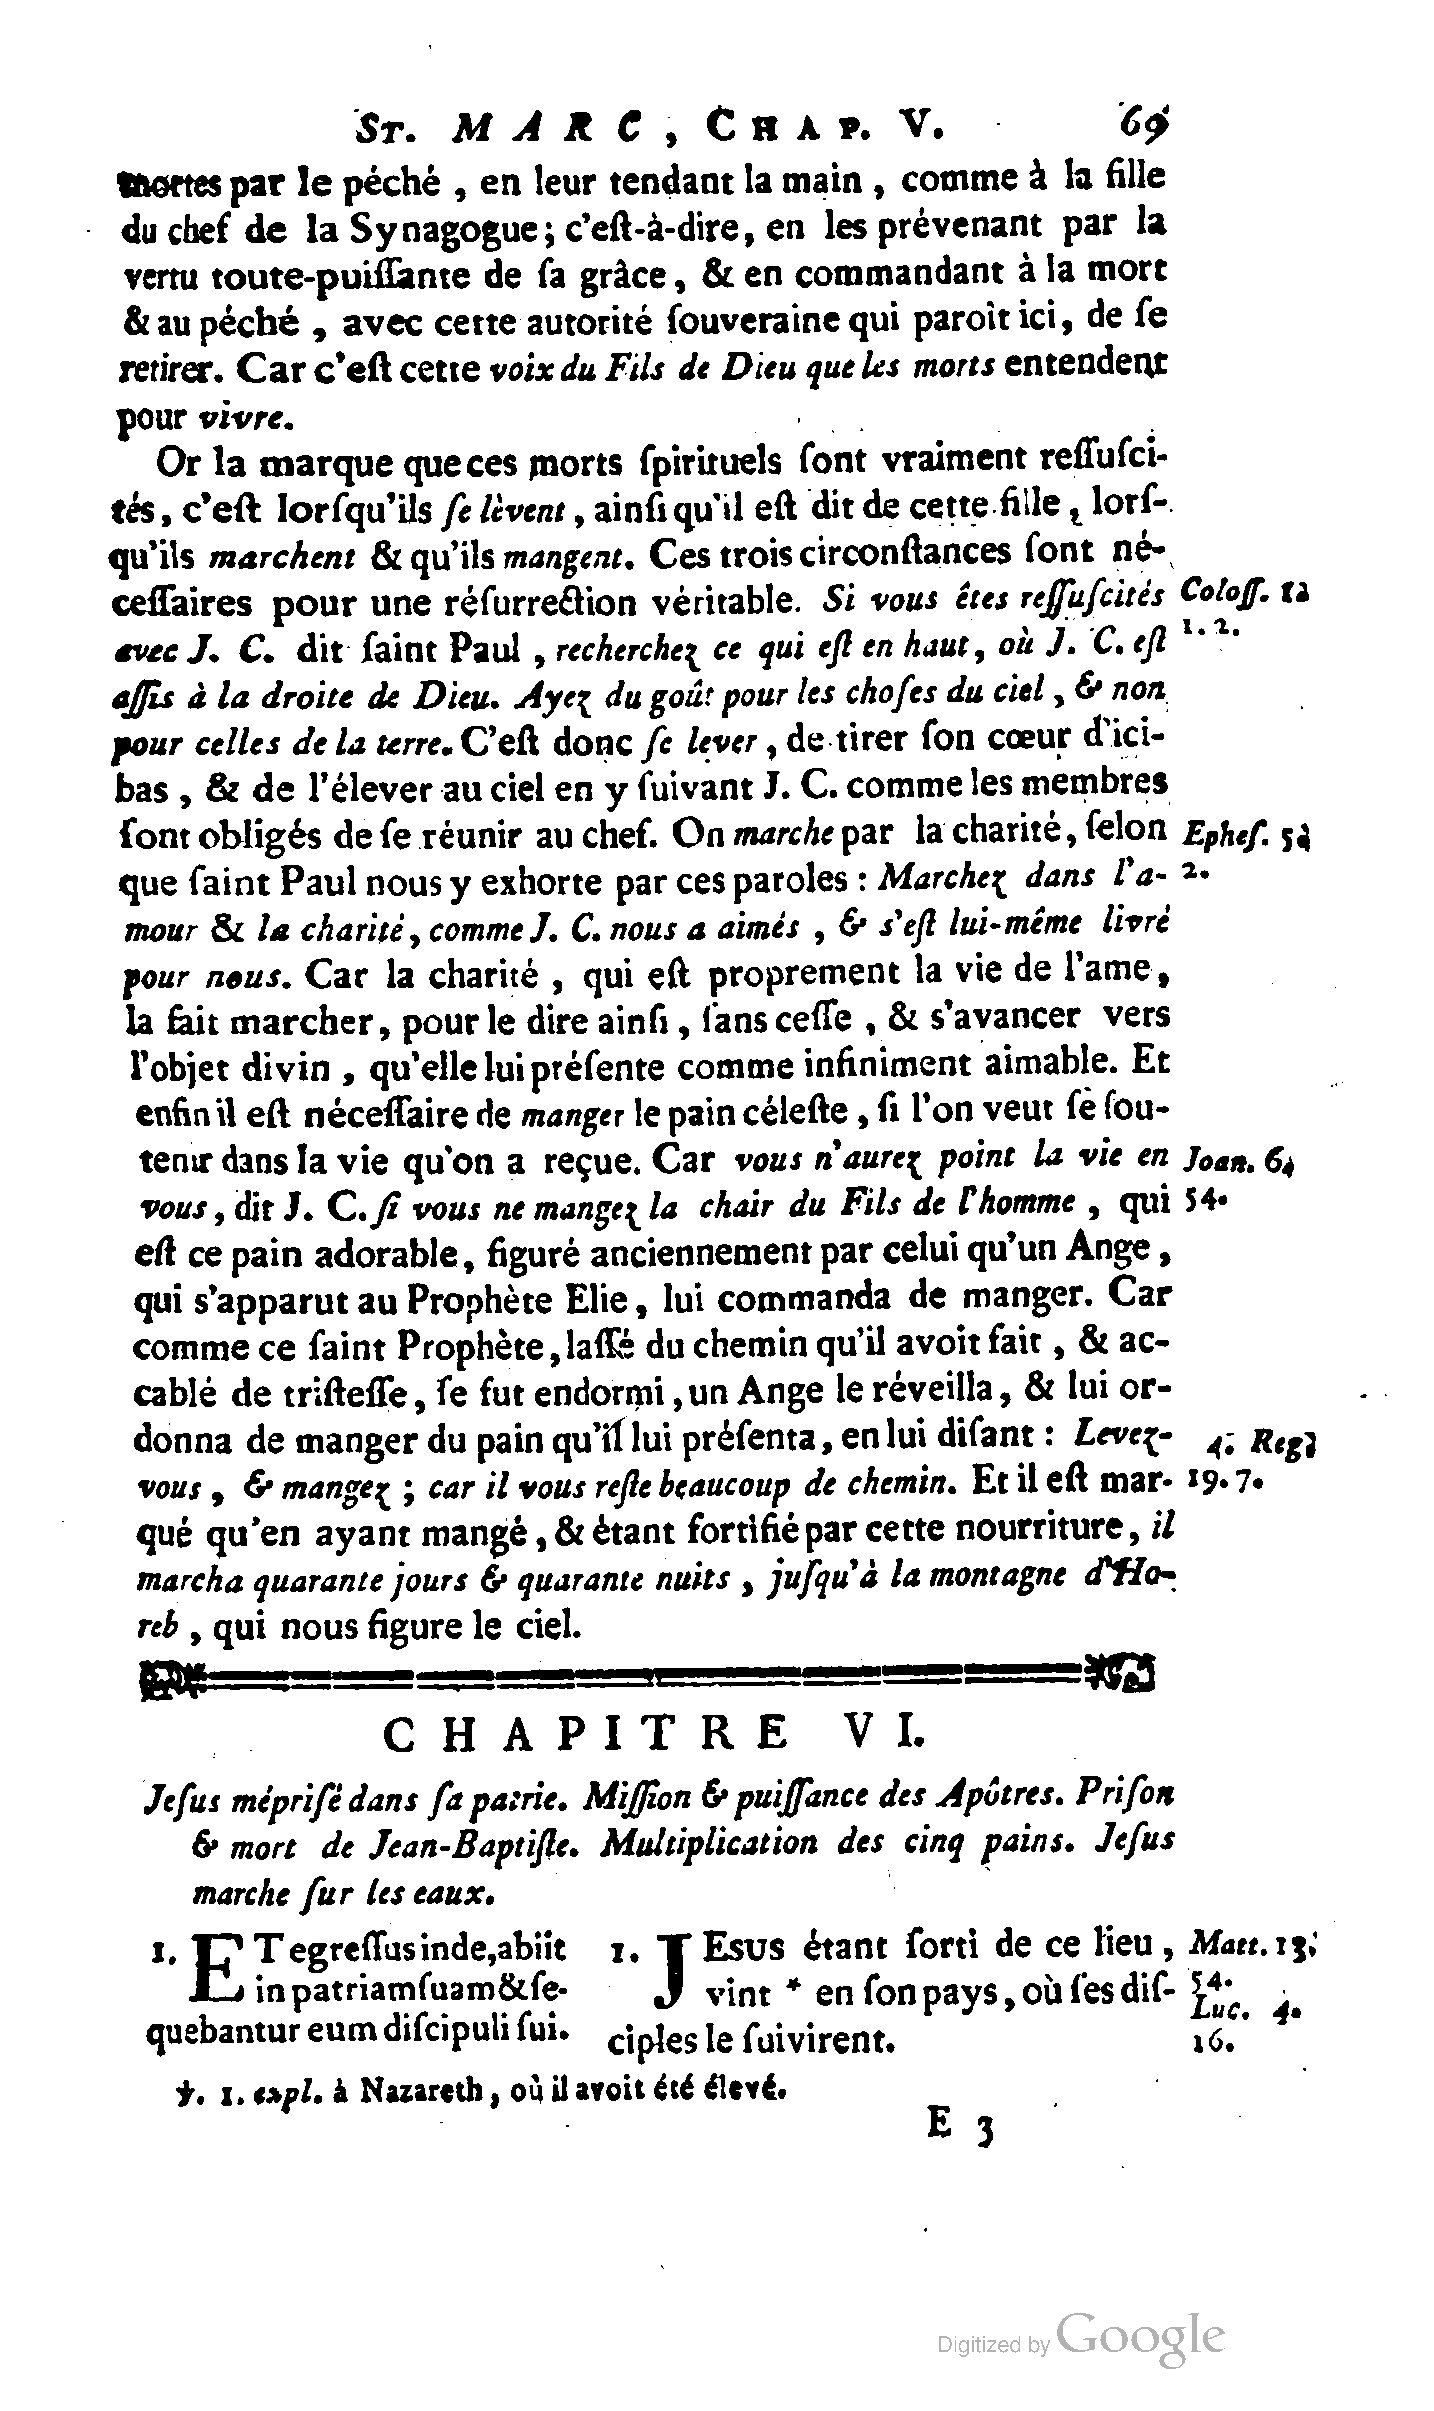 St. MARC, Chap. V. 69
mortes par le péché, en leur tendant la main, comme à la fille
du chef de la Synagogue; c'eſt-à-dire, en les prévenant par la
vertu toute-puiſſante de ſa grâce, & en commandant à la mort
& au péché, avec cette autorité ſouveraine qui paroît ici, de ſe
retirer. Car c'eſt cette voix du Fils de Dieu que les morts entendent
pour vivre.
Or la marque que ces morts ſpirituels ſont vraiment reſſuſci-
tés, c'eſt lorſqu'ils ſe lèvent, ainſi qu'il eſt dit de cette fille, lorſ-
qu'ils marchent & qu'ils mangent. Ces trois circonſtances ſont né-
ceſſaires pour une réſurrection véritable. Si vous êtes reſſuſcités Coloſſ.
avec J. C. dit ſaint Paul, recherchez ce qui eſt en haut, où J. C. eſt 1. 2.
aſſis à la droite de Dieu. Ayez du goût pour les choſes du ciel, & non
pour celles de la terre. C'eſt donc ſe lever, de tirer ſon cœur d'ici-
bas, & de l'élever au ciel en y ſuivant J. C. comme les membres
ſont obligés de ſe réunir au chef. On marche par la charité, ſelon Epheſ. 5.
que ſaint Paul nous y exhorte par ces paroles : Marchez dans l'a- 2.
mour & la charité, comme J. C. nous a aimés, & s'eſt lui-même livré
pour nous. Car la charité, qui eſt proprement la vie de l'ame,
la fait marcher, pour le dire ainſi, ſans ceſſe, & s'avancer vers
l'objet divin, qu'elle lui préſente comme infiniment aimable. Et
enfin il eſt néceſſaire de manger le pain céleſte, ſi l'on veut ſe ſou-
tenir dans la vie qu'on a reçue. Car vous n'aurez point la vie en Joan. 6.
vous, dit J. C. ſi vous ne mangez la chair du Fils de l'homme, qui 54.
eſt ce pain adorable, figuré anciennement par celui qu'un Ange,
qui s'apparut au Prophète Elie, lui commanda de manger. Car
comme ce ſaint Prophète, laſſé du chemin qu'il avoit fait, & ac-
cablé de triſteſſe, ſe fut endormi, un Ange le réveilla, & lui or-
donna de manger du pain qu'il lui préſenta, en lui diſant : Levez- 4. Reg.
vous, & mangez; car il vous reſte beaucoup de chemin. Et il eſt mar- 19. 7.
qué qu'en ayant mangé, & étant fortifié par cette nourriture, il
marcha quarante jours & quarante nuits, juſqu'à la montagne d'Ho-
reb, qui nous figure le ciel.
CHAPITRE VI.
Jeſus mépriſé dans ſa patrie. Miſſion & puiſſance des Apôtres. Priſon
& mort de Jean-Baptiſte. Multiplication des cinq pains. Jeſus
marche ſur les eaux.
1. ET egreſſus inde, abiit
in patriam ſuam & ſe-
quebantur eum diſcipuli ſui.
1. JEsus étant ſorti de ce lieu, Matt. 13.
vint * en ſon pays, où ſes diſ- 54.
Luc. 4.
ciples le ſuivirent. 16.
℣. 1. expl. à Nazareth, où il avoit été élevé.
E 3
Digitized by Google